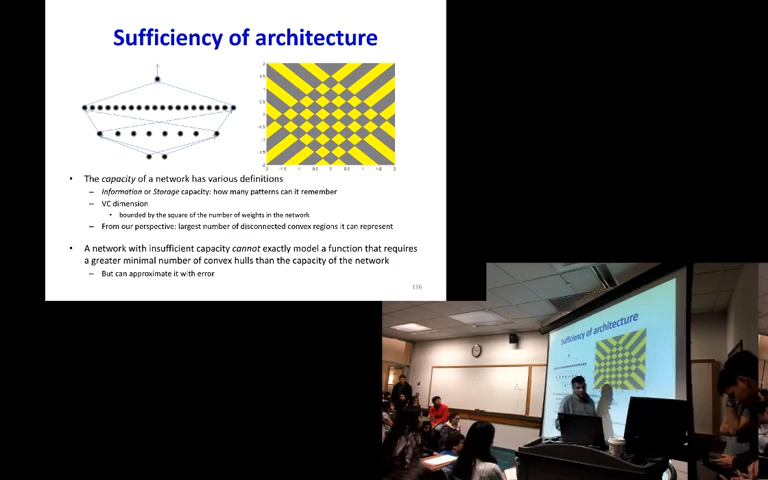 Sufficiency of architecture
• The capacity of a network has various definitions
– Information or Storage capacity: how many patterns can it remember
– VC dimension
• bounded by the square of the number of weights in the network
– From our perspective: largest number of disconnected convex regions it can represent
• A network with insufficient capacity cannot exactly model a function that requires
a greater minimal number of convex hulls than the capacity of the network
– But can approximate it with error
116
Sufficiency of architecture